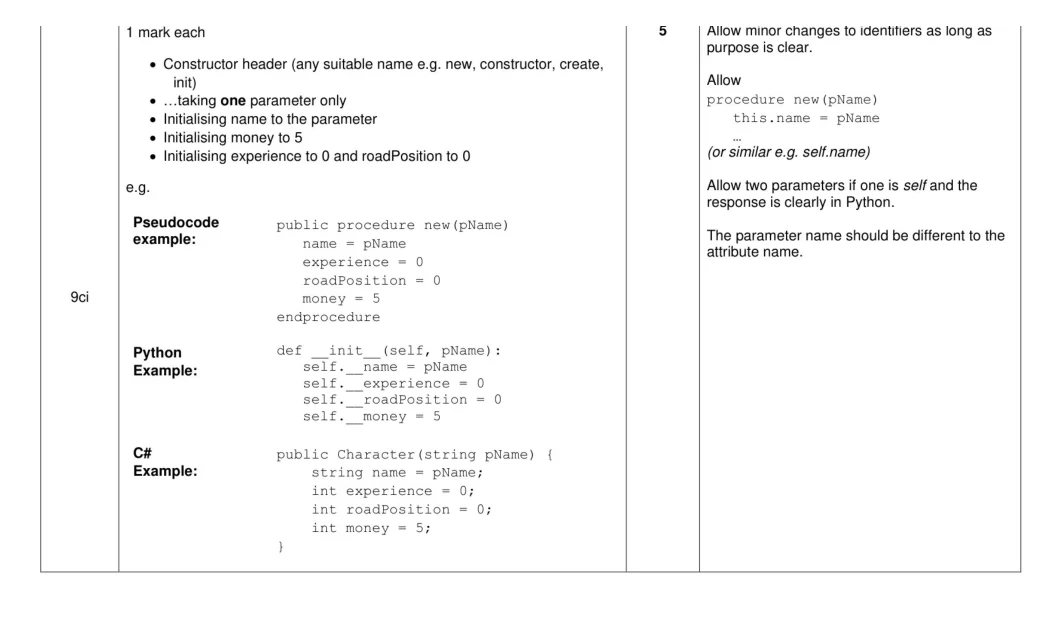 1 mark each
• Constructor header (any suitable name e.g. new, constructor, create,
init)
• …taking one parameter only
• Initialising name to the parameter
• Initialising money to 5
• Initialising experience to 0 and roadPosition to 0
e.g.
Pseudocode
example:
public procedure new(pName)
name = pName
experience = 0
roadPosition = 0
money = 5
endprocedure
9ci
Python
Example:
def __init__(self, pName):
self.__name = pName
self.__experience = 0
self.__roadPosition = 0
self.__money = 5
C#
Example:
public Character(string pName) {
string name = pName;
int experience = 0;
int roadPosition = 0;
int money = 5;
}
5
Allow minor changes to identifiers as long as
purpose is clear.
Allow
procedure new(pName)
this.name = pName
…
(or similar e.g. self.name)
Allow two parameters if one is self and the
response is clearly in Python.
The parameter name should be different to the
attribute name.